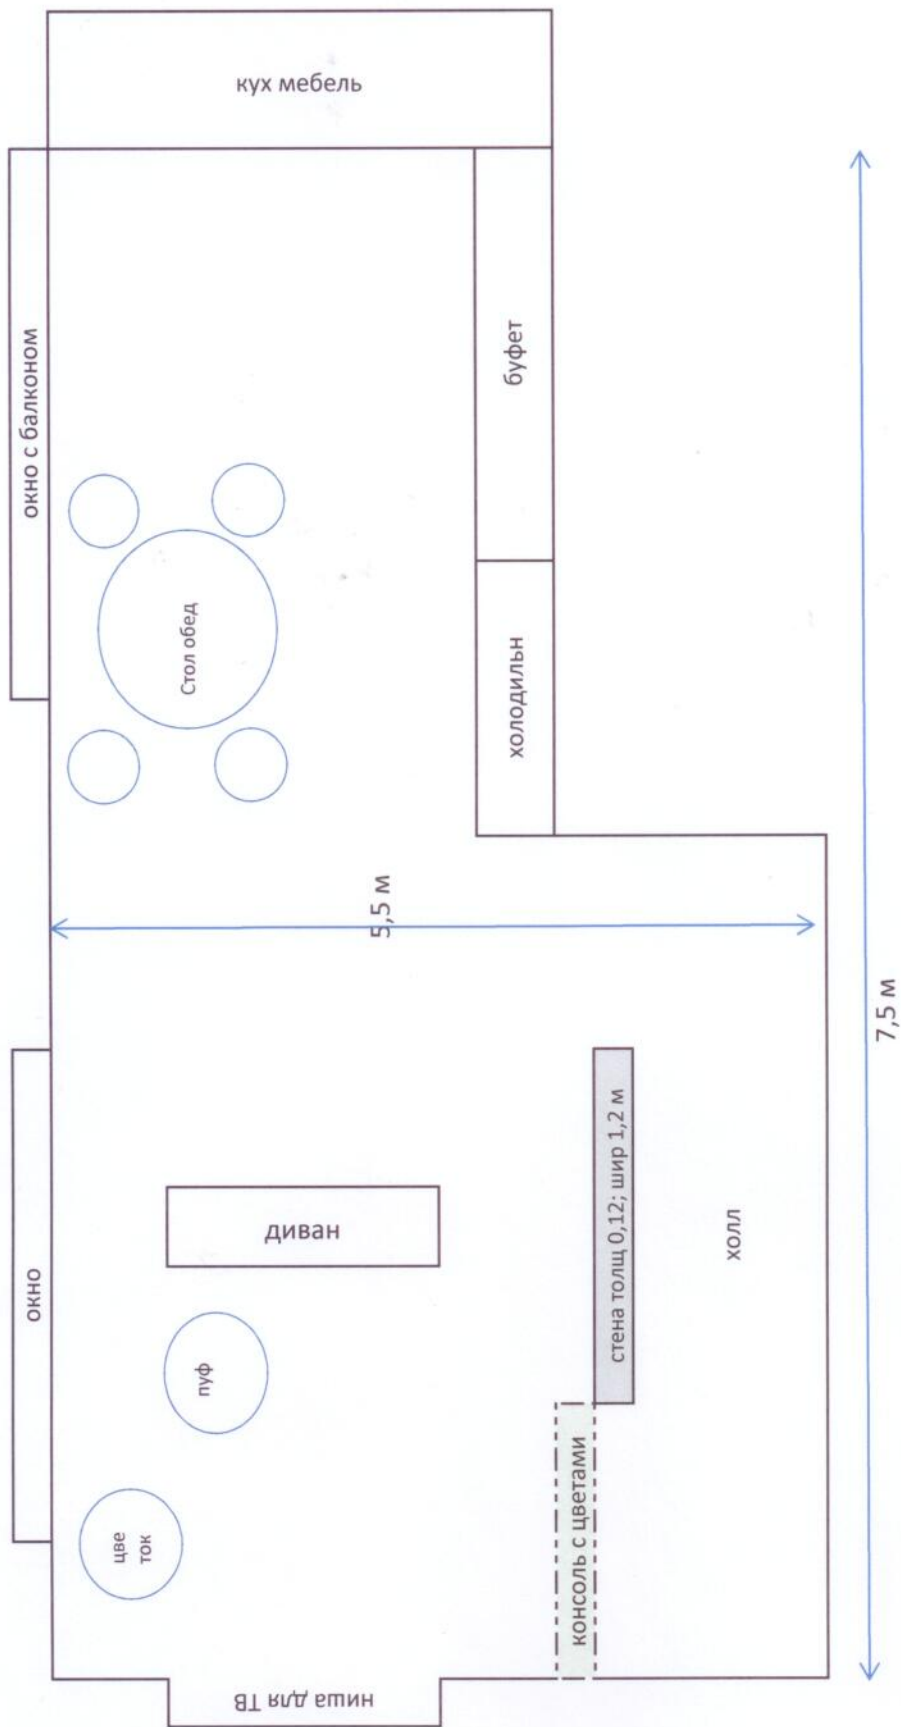 кух мебель
окно с балконом
буфет
Стол обед
холодильн
5,5 м
7,5 м
окно
диван
стена толщ 0,12; шир 1,2 м
холл
пуф
консоль с цветами
цве
ток
ниша для ТВ